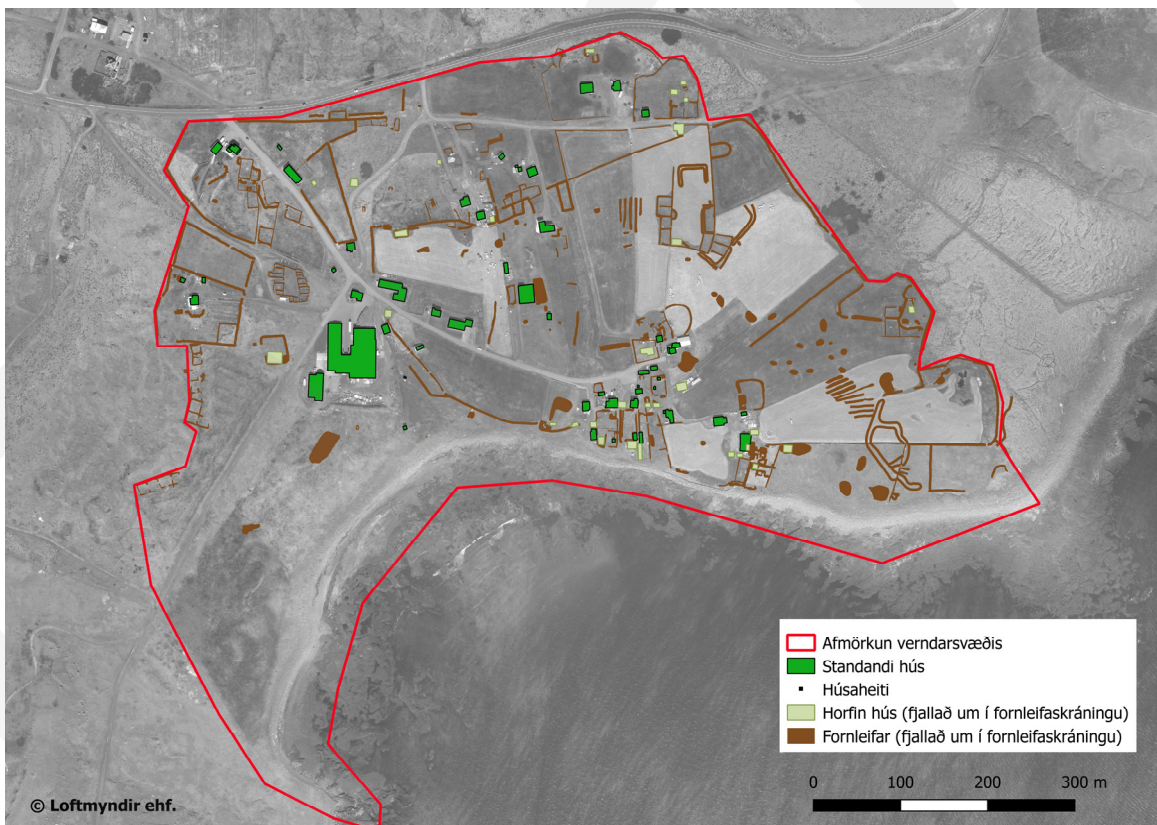 Afmörkun verndarsvæðis
Standandi hús
Húsaheiti
Horfin hús (fjallað um í fornleifaskráningu)
Fornleifar (fjallað um í fornleifaskráningu)
0 100 200 300 m
© Loftmyndir ehf.